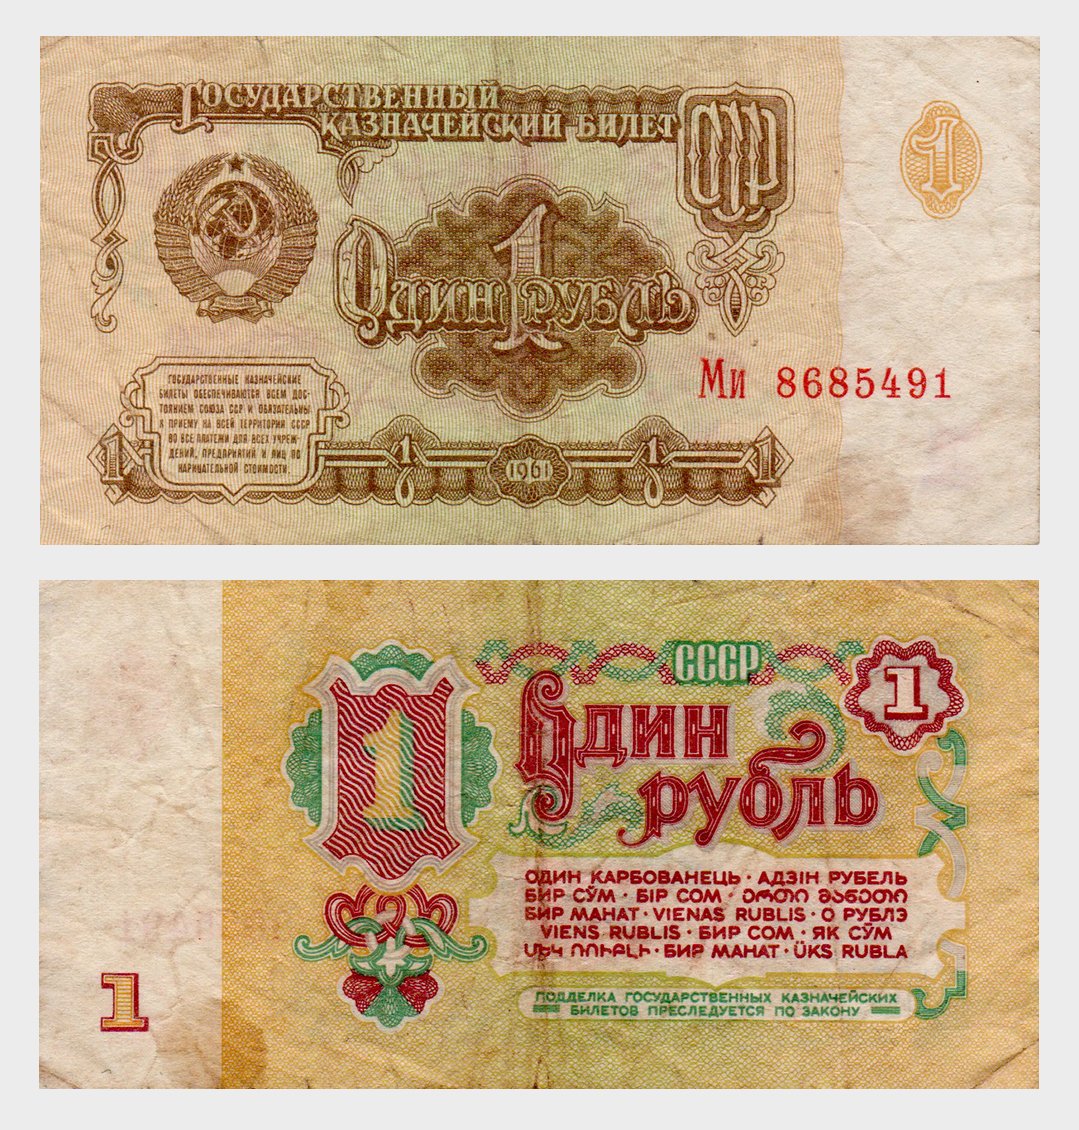 ГОСУДАРСТВЕННЫЙ
КАЗНАЧЕЙСКИЙ БИЛЕТ
СССР
1
1
ОДИН РУБЛЬ
Ми 8685491
ГОСУДАРСТВЕННЫЕ КАЗНАЧЕЙСКИЕ
БИЛЕТЫ ОБЕСПЕЧИВАЮТСЯ ВСЕМ ДОС-
ТОЯНИЕМ СОЮЗА ССР И ОБЯЗАТЕЛЬНЫ
К ПРИЕМУ НА ВСЕЙ ТЕРРИТОРИИ СССР
ВО ВСЕ ПЛАТЕЖИ ДЛЯ ВСЕХ УЧРЕЖ-
ДЕНИЙ, ПРЕДПРИЯТИЙ И ЛИЦ ПО
НАРИЦАТЕЛЬНОЙ СТОИМОСТИ.
1 1 1961 1 1
СССР
1
1
Один
рубль
ОДИН КАРБОВАНЕЦЬ · АДЗІН РУБЕЛЬ
БИР СЎМ · БІР СОМ · ᲔᲠᲗᲘ ᲛᲐᲜᲔᲗᲘ
БИР МАНАТ · VIENAS RUBLIS · О РУБЛЭ
VIENS RUBLIS · БИР СОМ · ЯК СЎМ
ՄԵԿ ՌՈՒԲԼԻ · БИР МАНАТ · ÜKS RUBLA
1
ПОДДЕЛКА ГОСУДАРСТВЕННЫХ КАЗНАЧЕЙСКИХ
БИЛЕТОВ ПРЕСЛЕДУЕТСЯ ПО ЗАКОНУ